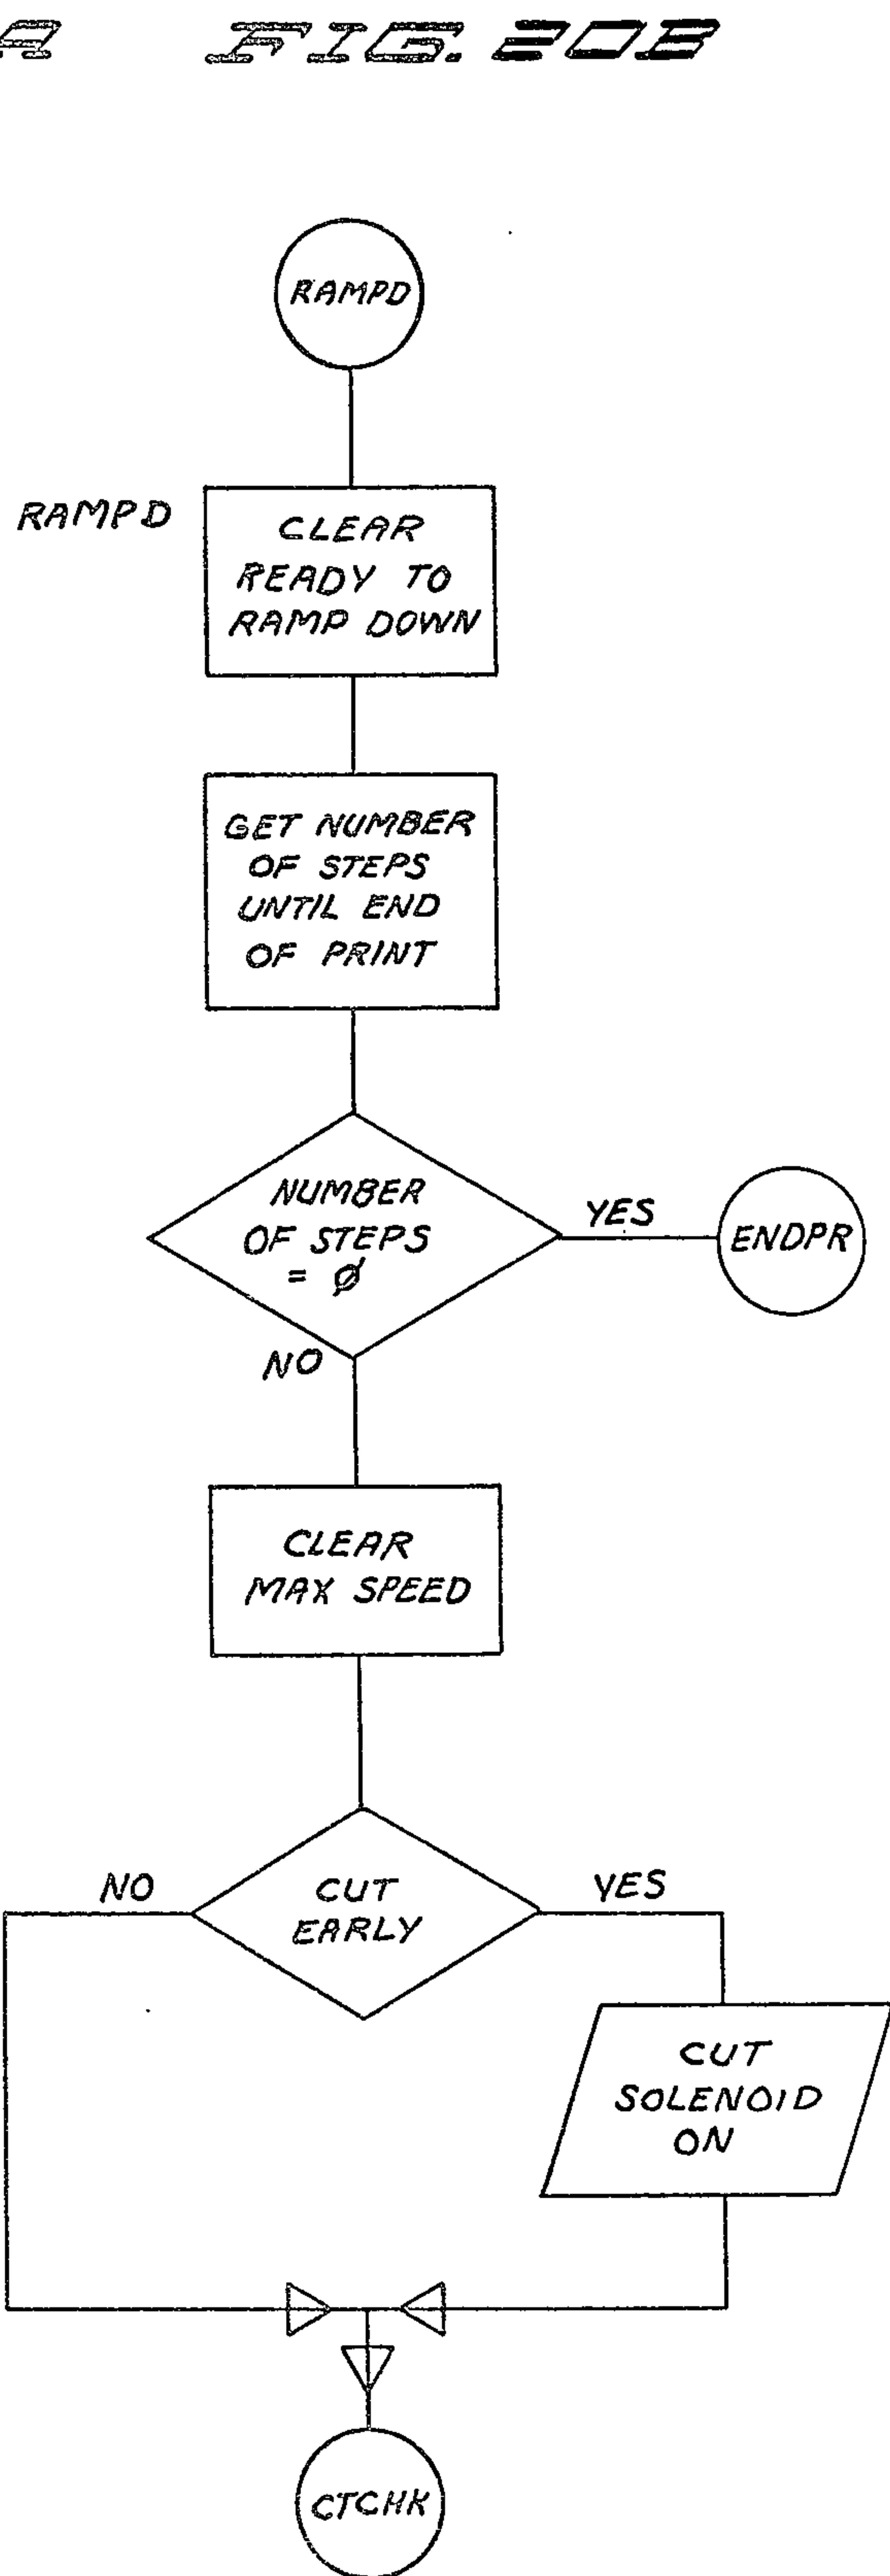 A FIG. 20B
RAMPD
RAMPD
CLEAR
READY TO
RAMP DOWN
GET NUMBER
OF STEPS
UNTIL END
OF PRINT
NUMBER
OF STEPS
= Ø
YES
ENDPR
NO
CLEAR
MAX SPEED
NO
CUT
EARLY
YES
CUT
SOLENOID
ON
CTCHK